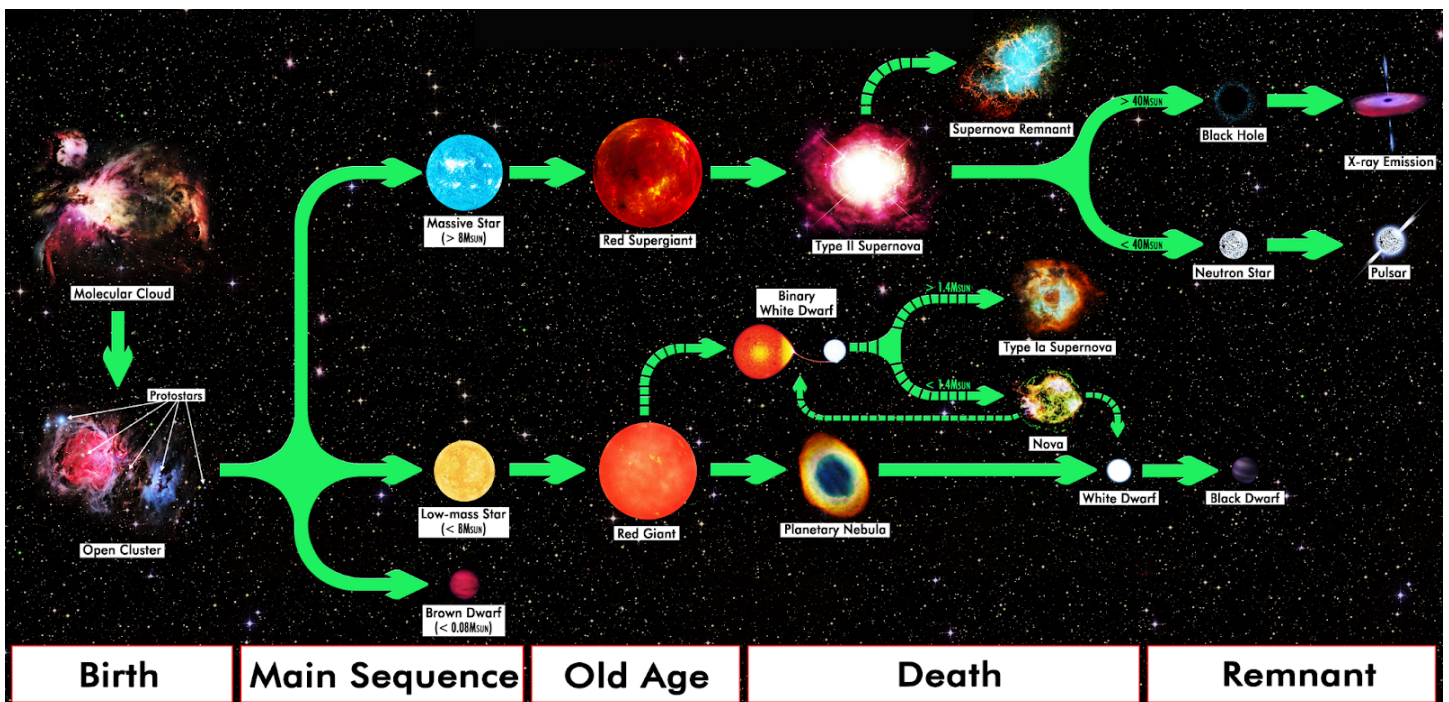 Supernova Remnant
> 40MSUN
Black Hole
X-ray Emission
Massive Star
(> 8MSUN)
Red Supergiant
Type II Supernova
< 40MSUN
Neutron Star
Pulsar
Molecular Cloud
Binary
White Dwarf
> 1.4MSUN
Type Ia Supernova
< 1.4MSUN
Nova
Protostars
Open Cluster
Low-mass Star
(< 8MSUN)
Red Giant
Planetary Nebula
White Dwarf
Black Dwarf
Brown Dwarf
(< 0.08MSUN)
Birth
Main Sequence
Old Age
Death
Remnant